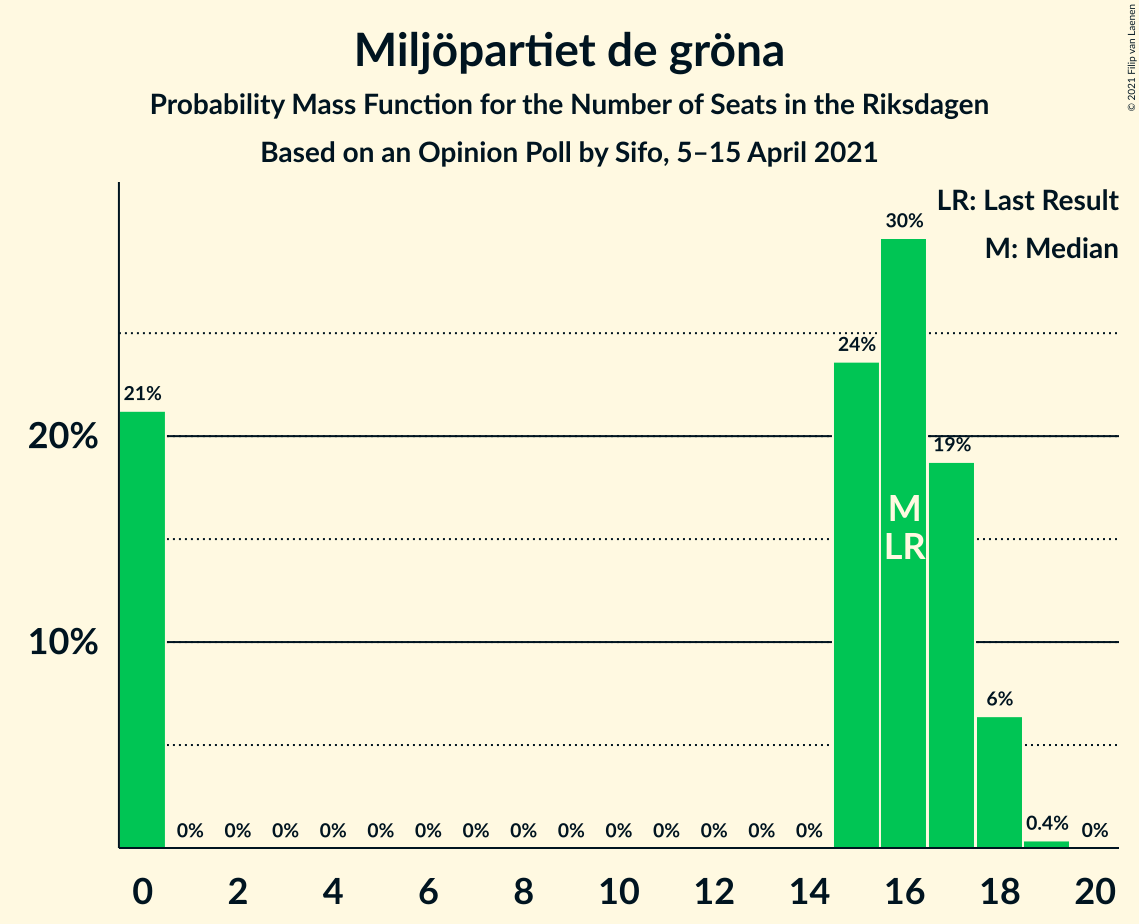 Miljöpartiet de gröna
Probability Mass Function for the Number of Seats in the Riksdagen
Based on an Opinion Poll by Sifo, 5–15 April 2021
© 2021 Filip van Laenen
LR: Last Result
M: Median
30%
24%
21%
20%
19%
M
LR
10%
6%
0% 0% 0% 0% 0% 0% 0% 0% 0% 0% 0% 0% 0% 0% 0.4% 0%
0 2 4 6 8 10 12 14 16 18 20